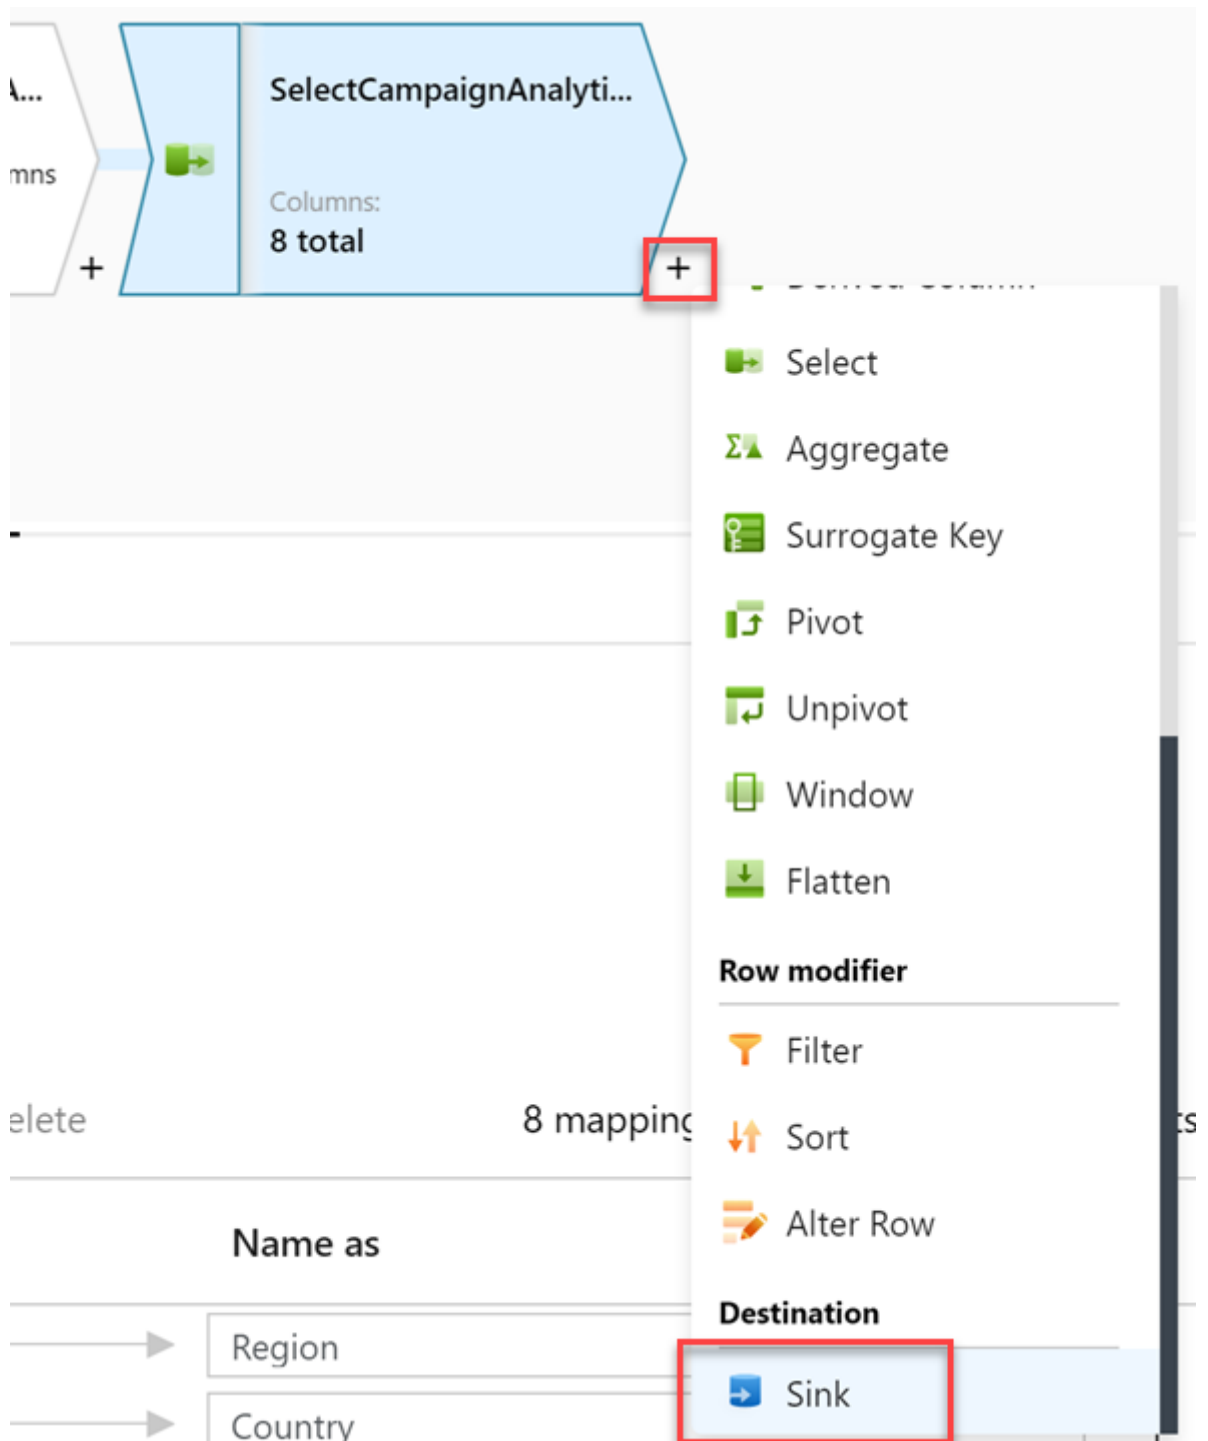 SelectCampaignAnalyti...
mns
Columns:
8 total
+
+
Select
Aggregate
Surrogate Key
Pivot
Unpivot
Window
Flatten
Row modifier
Filter
elete
8 mapping
ts
Sort
Alter Row
Name as
Destination
Region
Sink
Country